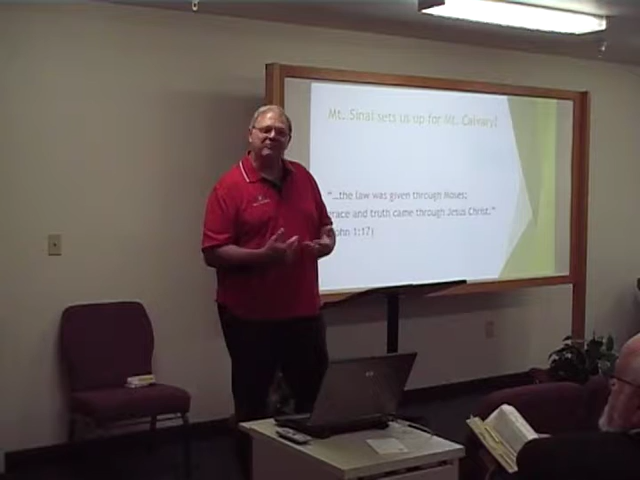 Mt. Sinai sets us up for Mt. Calvary!
"…the law was given through Moses;
grace and truth came through Jesus Christ."
John 1:17)